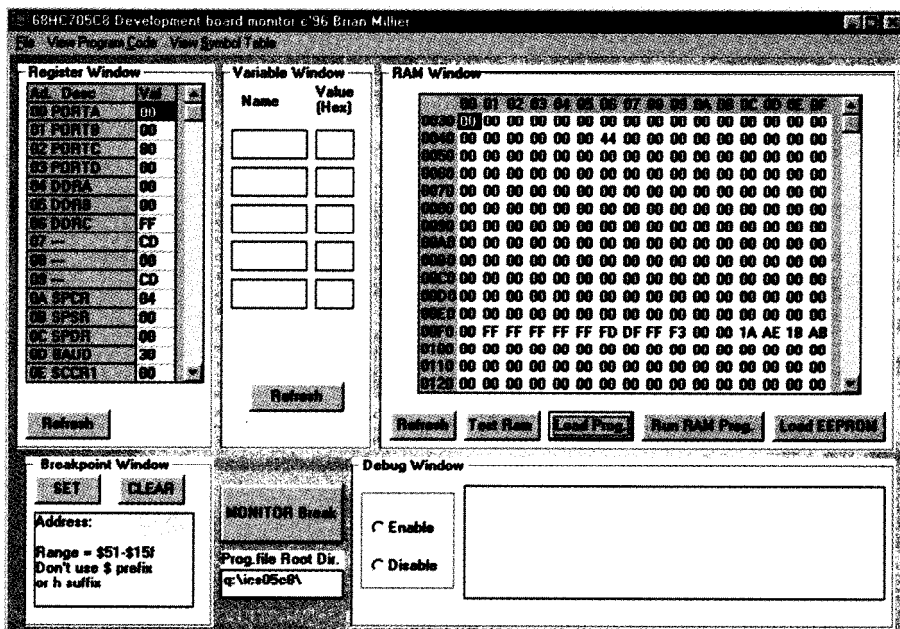 68HC705C8 Development board monitor c'96 Brian Millier
File View Program Code View Symbol Table
Register Window
Ad. Desc Val
00 PORTA 00
01 PORTB 00
02 PORTC 00
03 PORTD 00
04 DDRA 00
05 DDRB 00
06 DDRC FF
07 --- CD
08 --- 00
09 --- CD
0A SPCR 04
0B SPSR 00
0C SPDR 00
0D BAUD 30
0E SCCR1 00
Refresh
Variable Window
Name Value
(Hex)
Refresh
RAM Window
00 01 02 03 04 05 06 07 08 09 0A 0B 0C 0D 0E 0F
0030 00 00 00 00 00 00 00 00 00 00 00 00 00 00 00 00
0040 00 00 00 00 00 00 44 00 00 00 00 00 00 00 00 00
0050 00 00 00 00 00 00 00 00 00 00 00 00 00 00 00 00
0060 00 00 00 00 00 00 00 00 00 00 00 00 00 00 00 00
0070 00 00 00 00 00 00 00 00 00 00 00 00 00 00 00 00
0080 00 00 00 00 00 00 00 00 00 00 00 00 00 00 00 00
0090 00 00 00 00 00 00 00 00 00 00 00 00 00 00 00 00
00A0 00 00 00 00 00 00 00 00 00 00 00 00 00 00 00 00
00B0 00 00 00 00 00 00 00 00 00 00 00 00 00 00 00 00
00C0 00 00 00 00 00 00 00 00 00 00 00 00 00 00 00 00
00D0 00 00 00 00 00 00 00 00 00 00 00 00 00 00 00 00
00E0 00 00 00 00 00 00 00 00 00 00 00 00 00 00 00 00
00F0 00 FF FF FF FF FF FD DF FF F3 00 00 1A AE 18 AB
0100 00 00 00 00 00 00 00 00 00 00 00 00 00 00 00 00
0110 00 00 00 00 00 00 00 00 00 00 00 00 00 00 00 00
0120 00 00 00 00 00 00 00 00 00 00 00 00 00 00 00 00
Refresh Test Ram Load Prog. Run RAM Prog. Load EEPROM
Breakpoint Window
SET CLEAR
Address:
Range = $51-$15f
Don't use $ prefix
or h suffix
MONITOR Break
Prog.file Root Dir.
q:\ics05c8\
Debug Window
Enable
Disable